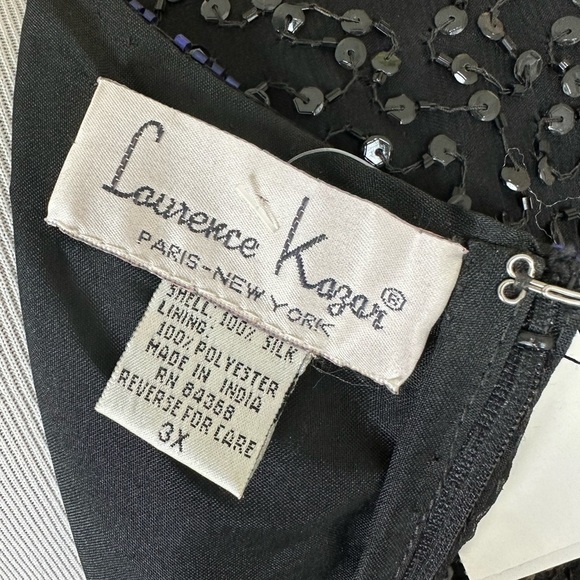 Laurence Kazar®
PARIS-NEW YORK
SHELL: 100% SILK
LINING:
100% POLYESTER
MADE IN INDIA
RN 84368
REVERSE FOR CARE
3X